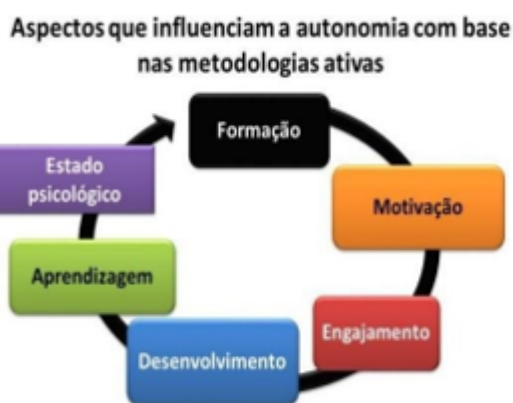 Aspectos que influenciam a autonomia com base
nas metodologias ativas
Formação
Motivação
Engajamento
Desenvolvimento
Aprendizagem
Estado
psicológico